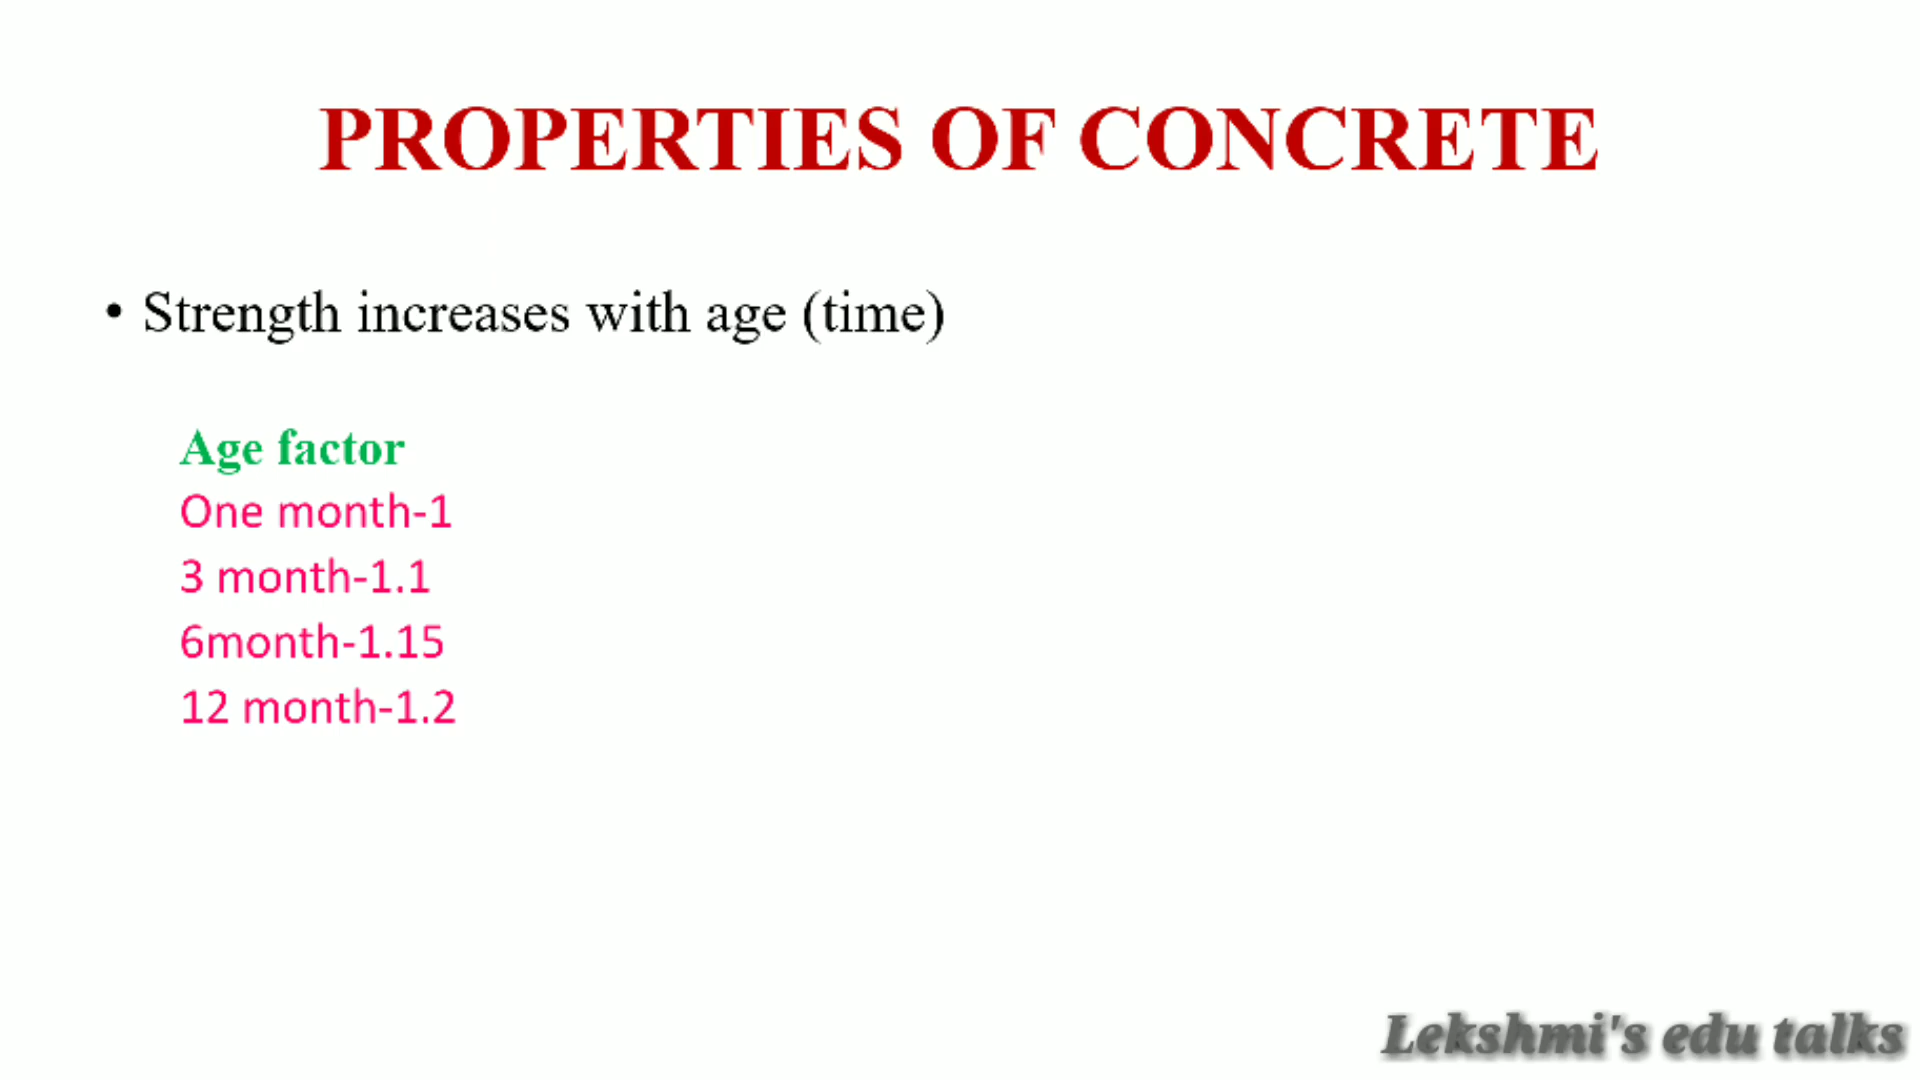 PROPERTIES OF CONCRETE
• Strength increases with age (time)
Age factor
One month-1
3 month-1.1
6month-1.15
12 month-1.2
Lekshmi's edu talks